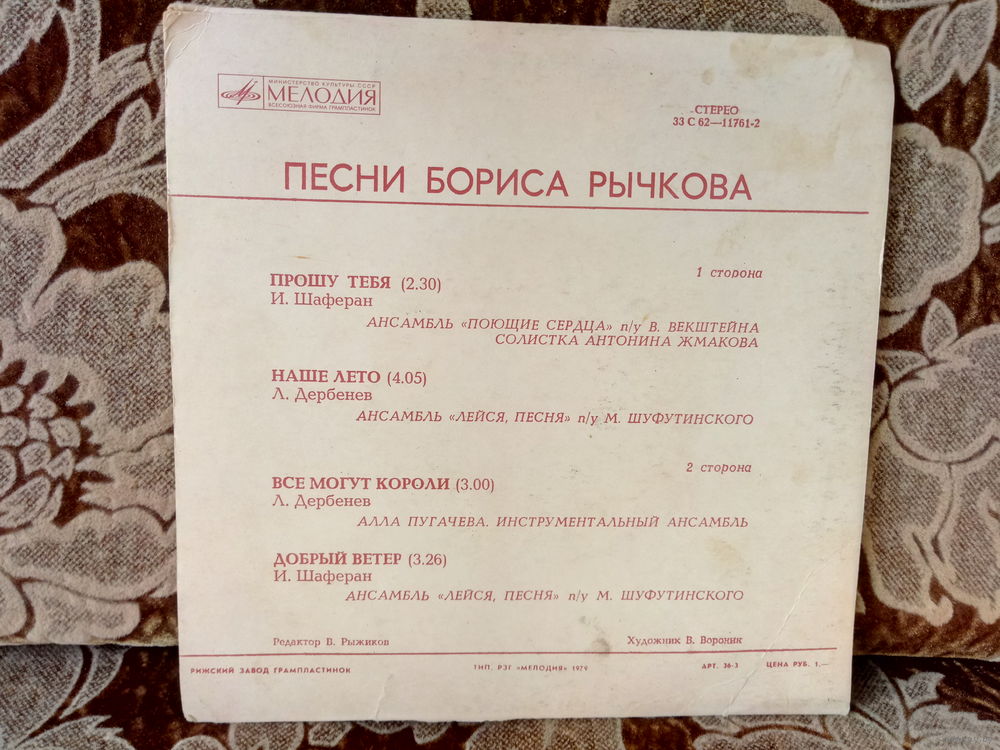 МИНИСТЕРСТВО КУЛЬТУРЫ СССР
МЕЛОДИЯ
ВСЕСОЮЗНАЯ ФИРМА ГРАМПЛАСТИНОК
СТЕРЕО
33 С 62—11761-2
ПЕСНИ БОРИСА РЫЧКОВА
1 сторона
ПРОШУ ТЕБЯ (2.30)
И. Шаферан
АНСАМБЛЬ «ПОЮЩИЕ СЕРДЦА» п/у В. ВЕКШТЕЙНА
СОЛИСТКА АНТОНИНА ЖМАКОВА
НАШЕ ЛЕТО (4.05)
Л. Дербенев
АНСАМБЛЬ «ЛЕЙСЯ, ПЕСНЯ» п/у М. ШУФУТИНСКОГО
2 сторона
ВСЕ МОГУТ КОРОЛИ (3.00)
Л. Дербенев
АЛЛА ПУГАЧЕВА. ИНСТРУМЕНТАЛЬНЫЙ АНСАМБЛЬ
ДОБРЫЙ ВЕТЕР (3.26)
И. Шаферан
АНСАМБЛЬ «ЛЕЙСЯ, ПЕСНЯ» п/у М. ШУФУТИНСКОГО
Редактор В. Рыжиков
Художник В. Вороник
РИЖСКИЙ ЗАВОД ГРАМПЛАСТИНОК
ТИП. РЗГ «МЕЛОДИЯ» 1979
АРТ. 36-3
ЦЕНА РУБ. 1.—